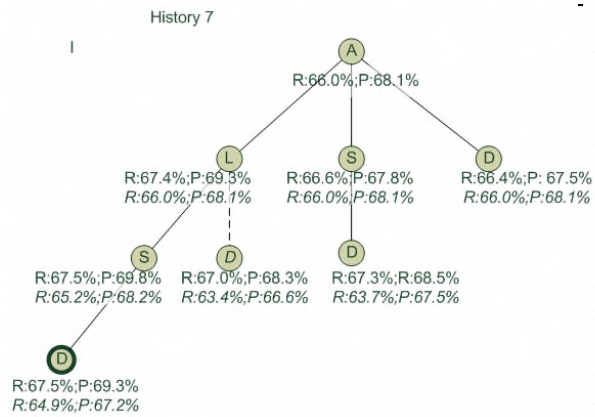 History 7
I
A
R:66.0%;P:68.1%
L
S
D
R:67.4%;P:69.3%
R:66.6%;P:67.8%
R:66.4%;P: 67.5%
R:66.0%;P:68.1%
R:66.0%;P:68.1%
R:66.0%;P:68.1%
S
D
D
R:67.5%;P:69.8%
R:67.0%;P:68.3%
R:67.3%;R:68.5%
R:65.2%;P:68.2%
R:63.4%;P:66.6%
R:63.7%;P:67.5%
D
R:67.5%;P:69.3%
R:64.9%;P:67.2%